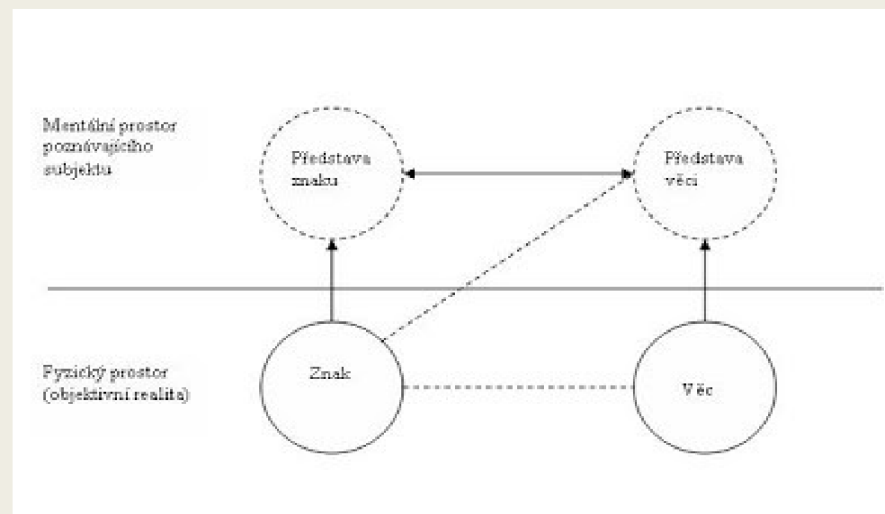 Mentální prostor
poznávajícího
subjektu
Představa
znaku
Představa
věci
Fyzický prostor
(objektivní realita)
Znak
Věc